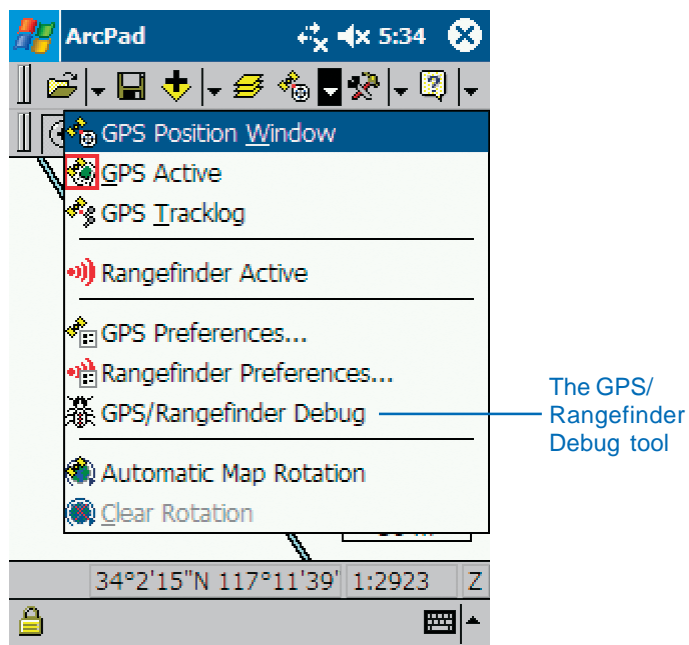 ArcPad 5:34
GPS Position Window
GPS Active
GPS Tracklog
Rangefinder Active
GPS Preferences...
Rangefinder Preferences...
GPS/Rangefinder Debug
Automatic Map Rotation
Clear Rotation
The GPS/
Rangefinder
Debug tool
34°2'15"N 117°11'39' 1:2923 Z